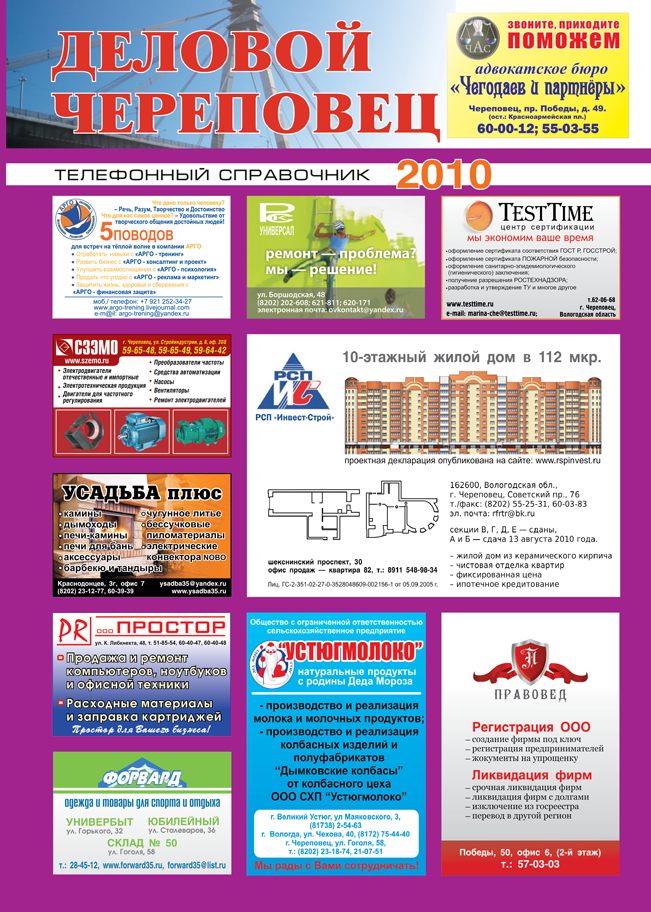 ДЕЛОВОЙ
ЧЕРЕПОВЕЦ
ЧАС
звоните, приходите
ПОМОЖЕМ
адвокатское бюро
«Чегодаев и партнёры»
Череповец, пр. Победы, д. 49.
(ост.: Красноармейская пл.)
60-00-12; 55-03-55
ТЕЛЕФОННЫЙ СПРАВОЧНИК 2010
АРГО
Что дано только человеку?
– Речь, Разум, Творчество и Достоинство
Что для нас самое ценное? – Удовольствие от
творческого общения достойных людей!
5 ПОВОДОВ
для встреч на тёплой волне в компании АРГО
Отработать навыки с «АРГО - тренинг»
Развить бизнес с «АРГО - консалтинг и проект»
Улучшить взаимоотношения с «АРГО - психология»
Продать что угодно с «АРГО - реклама и маркетинг»
Защитить жизнь, здоровье и сбережения с
«АРГО - финансовая защита»
моб./ телефон: +7 921 252-34-27
www.argo-trening.livejournal.com
e-m@il: argo-trening@yandex.ru
РСК
УНИВЕРСАЛ
ремонт — проблема?
мы — решение!
ул. Боршодская, 48
(8202) 202-608; 621-811; 620-171
электронная почта: ovkontakt@yandex.ru
TESTTIME
центр сертификации
мы экономим ваше время
•оформление сертификата соответствия ГОСТ Р, ГОССТРОЙ;
•оформление сертификата ПОЖАРНОЙ безопасности;
•оформление санитарно-эпидемиологического
(гигиенического) заключения;
•получение разрешения РОСТЕХНАДЗОРА;
•разработка и утверждение ТУ и многое другое
www.testtime.ru
e-mail: marina-che@testtime.ru;
т.62-06-68
г. Череповец,
Вологодская область
СЗЭМО
www.szemo.ru
г. Череповец, ул. Стройиндустрии, д. 8, оф. 308
59-65-48, 59-65-49, 59-64-42
• Электродвигатели
отечественные и импортные
• Электротехническая продукция
• Двигатели для частотного
регулирования
• Преобразователи частоты
• Средства автоматизации
• Насосы
• Вентиляторы
• Ремонт электродвигателей
РСП
ИС
РСП «Инвест-Строй»
10-этажный жилой дом в 112 мкр.
проектная декларация опубликована на сайте: www.rspinvest.ru
162600, Вологодская обл.,
г. Череповец, Советский пр., 76
т./факс: (8202) 55-25-31, 60-03-83
эл. почта: rfrtr@bk.ru
секции В, Г, Д, Е — сданы,
А и Б — сдача 13 августа 2010 года.
– жилой дом из керамического кирпича
– чистовая отделка квартир
– фиксированная цена
– ипотечное кредитование
шекснинский проспект, 30
офис продаж — квартира 82, т.: 8911 548-98-34
Лиц. ГС-2-351-02-27-0-3528048609-002156-1 от 05.09.2005 г.
УСАДЬБА плюс
•камины
•дымоходы
•печи-камины
•печи для бань
•аксессуары
•барбекю и тандыры
•чугунное литье
•бессучковые
пиломатериалы
•электрические
конвектора NOBO
Краснодонцев, 3г, офис 7
(8202) 23-12-77, 60-39-39
ysadba35@yandex.ru
www.ysadba35.ru
PR ООО ПРОСТОР
ул. К. Либкнехта, 48, т. 51-65-54, 60-40-47, 60-40-48
Продажа и ремонт
компьютеров, ноутбуков
и офисной техники
Расходные материалы
и заправка картриджей
Простор для Вашего бизнеса!
Общество с ограниченной ответственностью
сельскохозяйственное предприятие
"УСТЮГМОЛОКО"
натуральные продукты
с родины Деда Мороза
- производство и реализация
молока и молочных продуктов;
- производство и реализация
колбасных изделий и
полуфабрикатов
"Дымковские колбасы"
от колбасного цеха
ООО СХП "Устюгмолоко"
г. Великий Устюг, ул Маяковского, 3,
(81738) 2-54-63
г. Вологда, ул. Чехова, 40, (8172) 75-44-40
г. Череповец, ул. Гоголя, 58,
т.: (8202) 23-18-74, 21-07-51
Мы рады с Вами сотрудничать!
П
ПРАВОВЕД
Регистрация ООО
– создание фирмы под ключ
– регистрация предпринимателей
– жокументы на упрощенку
Ликвидация фирм
– срочная ликвидация фирм
– ликвидация фирм с долгами
– изключение из госреестра
– перевод в другой регион
Победы, 50, офис 6, (2-й этаж)
т.: 57-03-03
ФОРВАРД
одежда и товары для спорта и отдыха
УНИВЕРБЫТ
ул. Горького, 32
ЮБИЛЕЙНЫЙ
ул. Сталеваров, 36
СКЛАД № 50
ул. Гоголя, 58
т.: 28-45-12, www.forward35.ru, forward35@list.ru